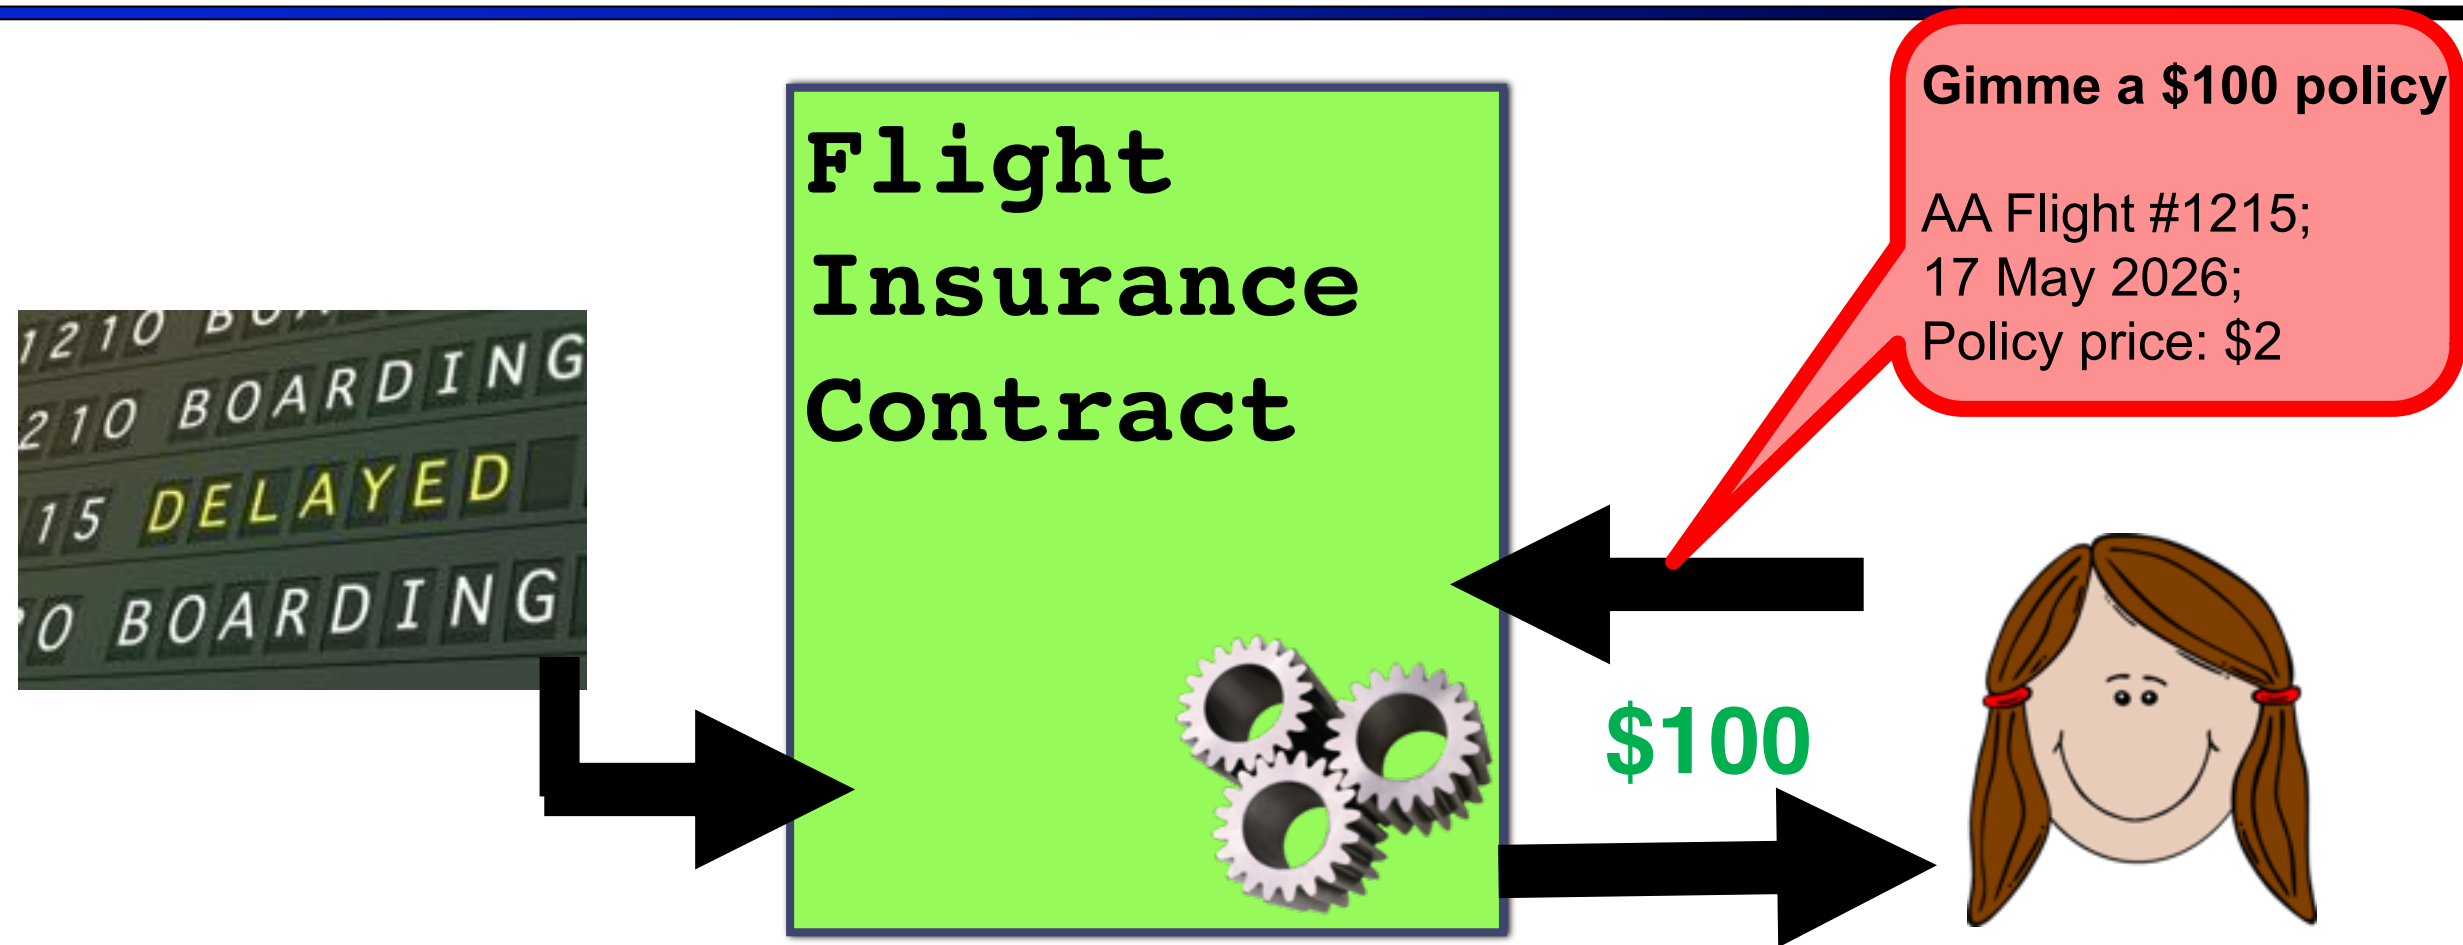 Gimme a $100 policy
AA Flight #1215;
17 May 2026;
Policy price: $2
Flight
Insurance
Contract
1210
210 BOARDING
15 DELAYED
0 BOARDING
$100